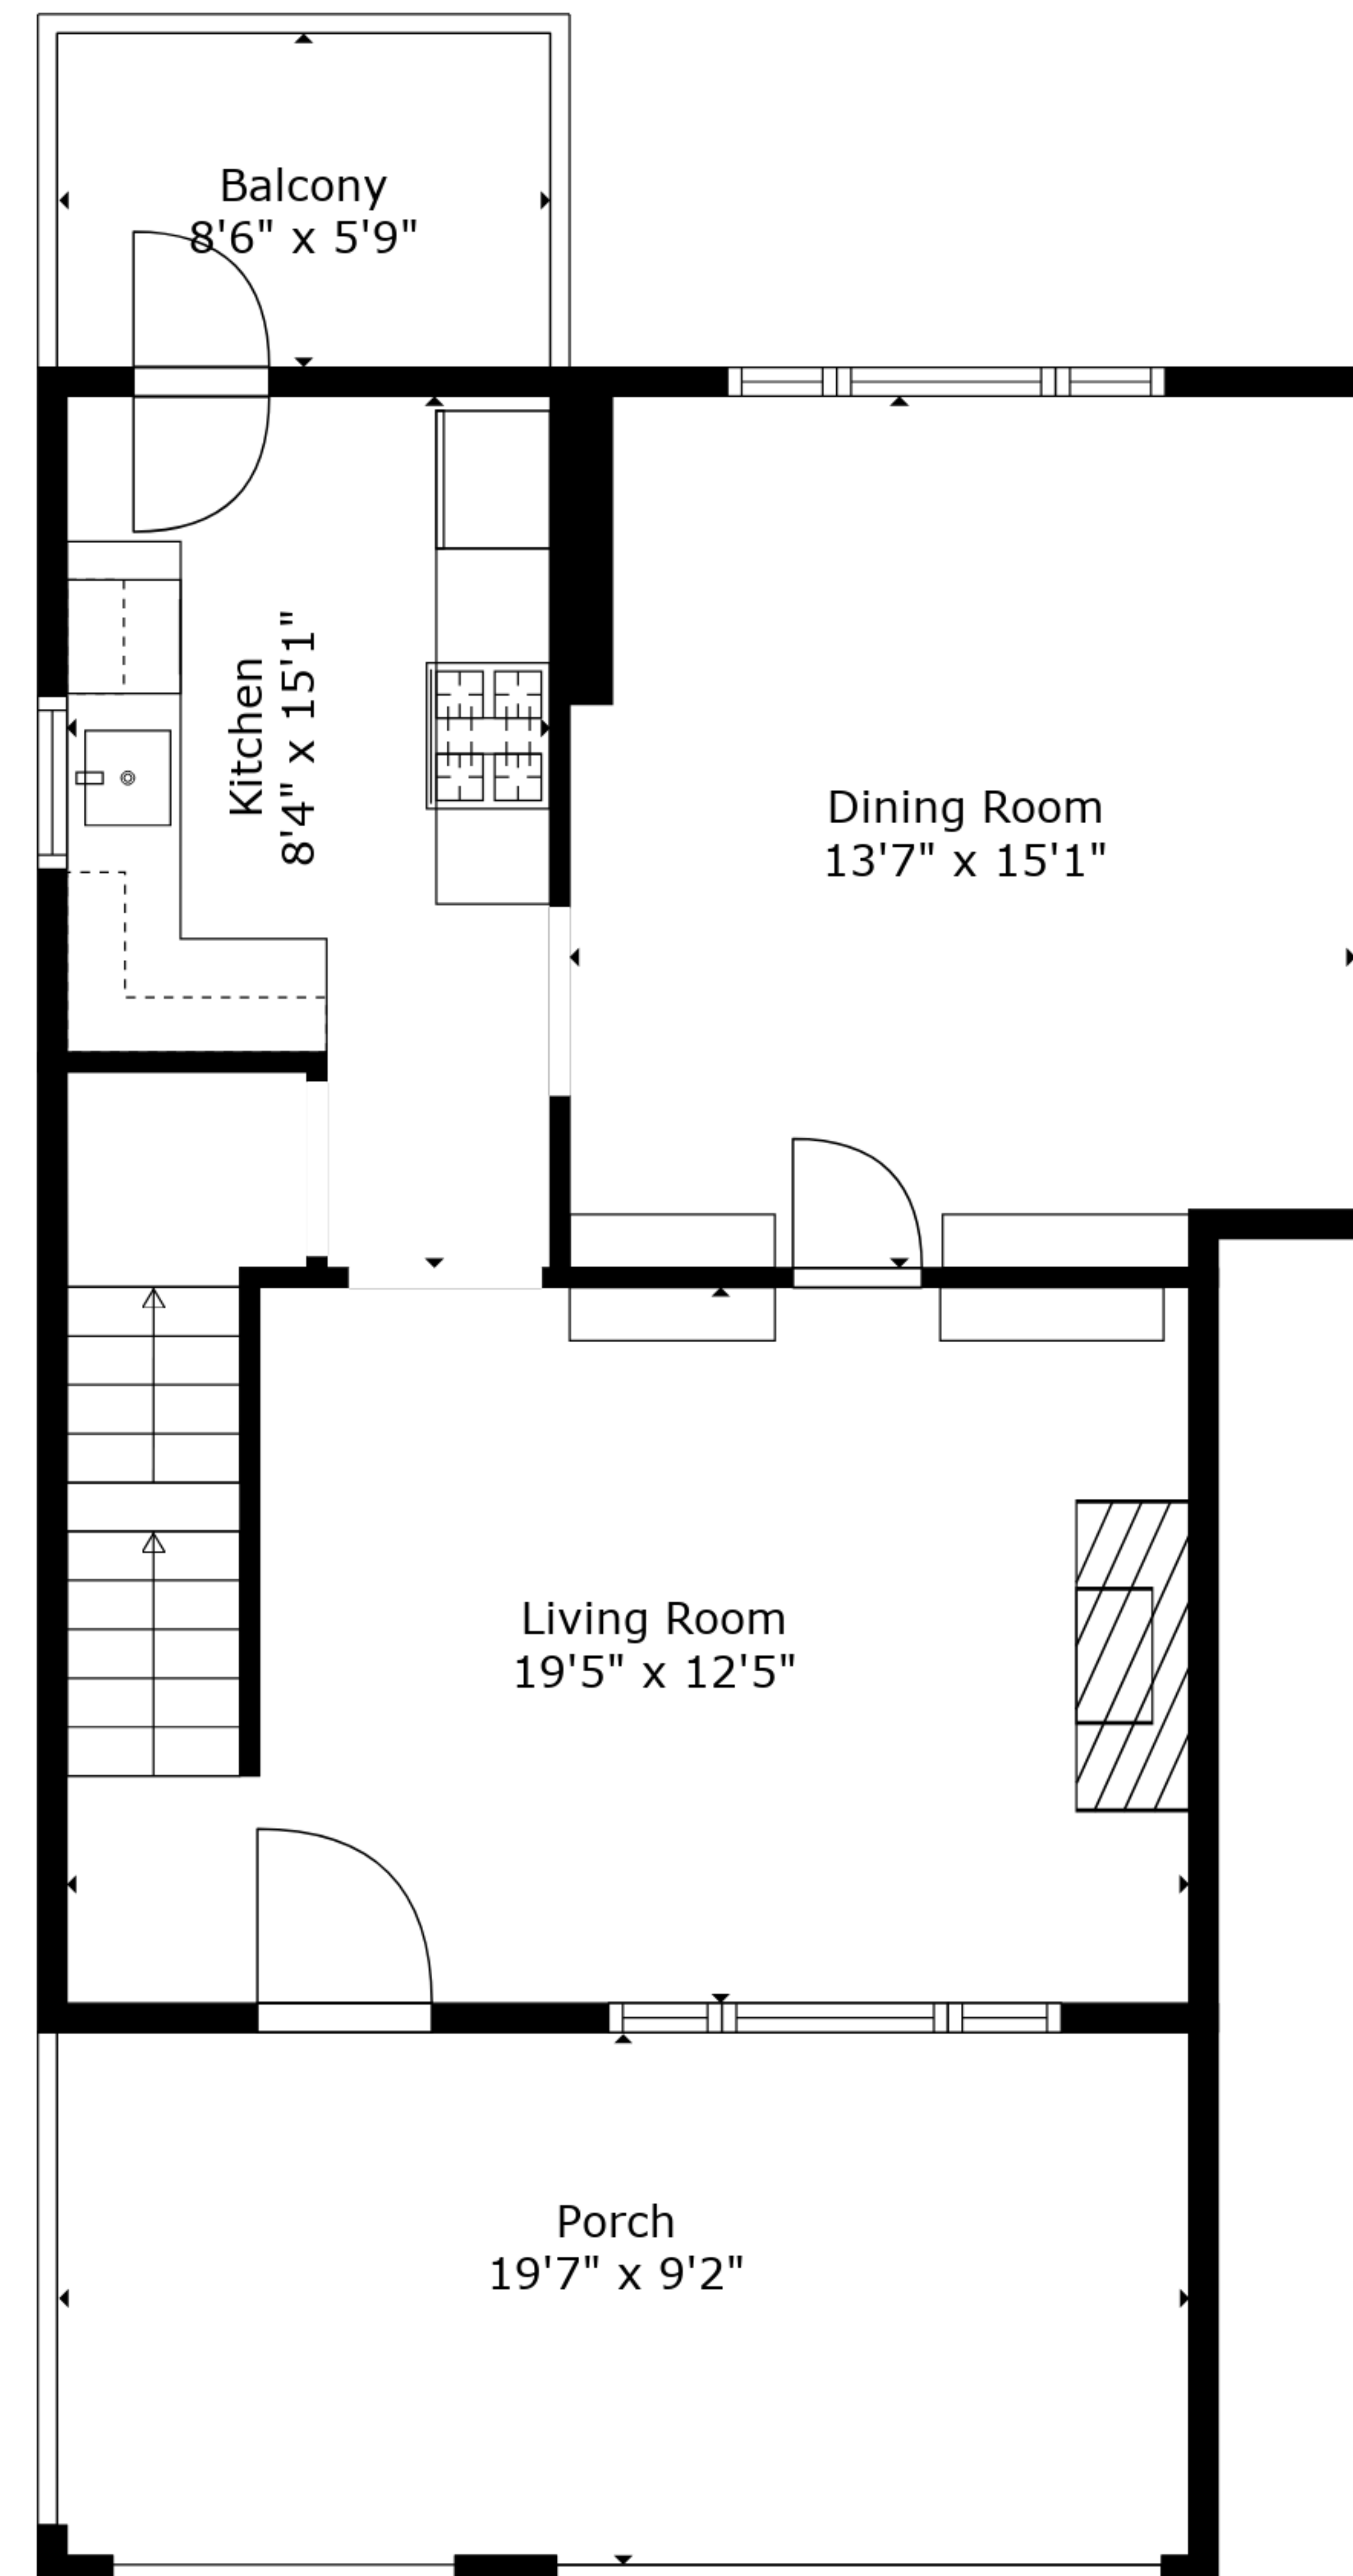 Balcony
8'6" x 5'9"
Kitchen
8'4" x 15'1"
Dining Room
13'7" x 15'1"
Living Room
19'5" x 12'5"
Porch
19'7" x 9'2"